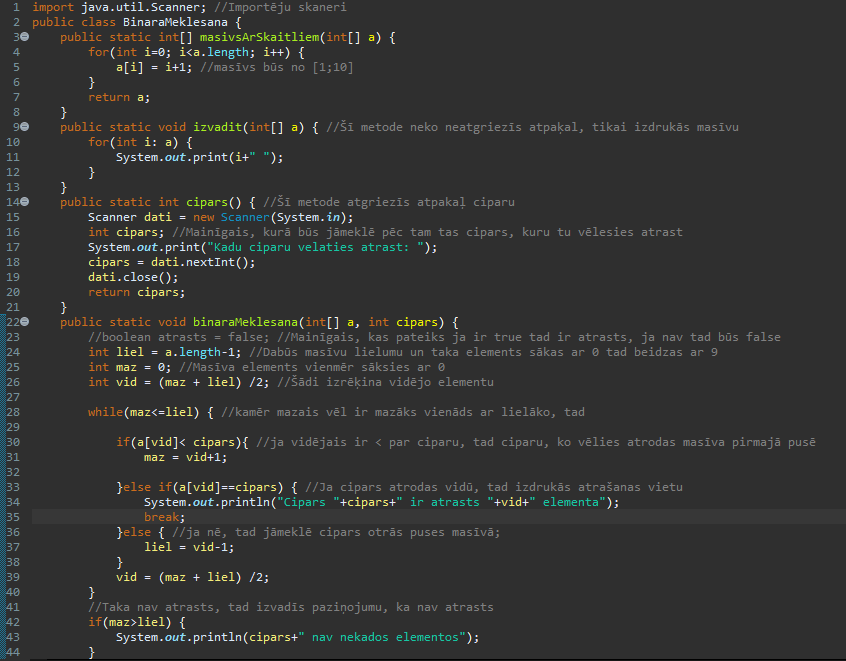 1 import java.util.Scanner; //Importēju skaneri
2 public class BinaraMeklesana {
3 public static int[] masivsArSkaitliem(int[] a) {
4 for(int i=0; i<a.length; i++) {
5 a[i] = i+1; //masīvs būs no [1;10]
6 }
7 return a;
8 }
9 public static void izvadit(int[] a) { //Šī metode neko neatgriezīs atpaķal, tikai izdrukās masīvu
10 for(int i: a) {
11 System.out.print(i+" ");
12 }
13 }
14 public static int cipars() { //Šī metode atgriezīs atpakaļ ciparu
15 Scanner dati = new Scanner(System.in);
16 int cipars; //Mainīgais, kurā būs jāmeklē pēc tam tas cipars, kuru tu vēlesies atrast
17 System.out.print("Kadu ciparu velaties atrast: ");
18 cipars = dati.nextInt();
19 dati.close();
20 return cipars;
21 }
22 public static void binaraMeklesana(int[] a, int cipars) {
23 //boolean atrasts = false; //Mainīgais, kas pateiks ja ir true tad ir atrasts, ja nav tad būs false
24 int liel = a.length-1; //Dabūs masīvu lielumu un taka elements sākas ar 0 tad beidzas ar 9
25 int maz = 0; //Masīva elements vienmēr sāksies ar 0
26 int vid = (maz + liel) /2; //Šādi izrēķina vidējo elementu
27
28 while(maz<=liel) { //kamēr mazais vēl ir mazāks vienāds ar lielāko, tad
29
30 if(a[vid]< cipars){ //ja vidējais ir < par ciparu, tad ciparu, ko vēlies atrodas masīva pirmajā pusē
31 maz = vid+1;
32
33 }else if(a[vid]==cipars) { //Ja cipars atrodas vidū, tad izdrukās atrašanas vietu
34 System.out.println("Cipars "+cipars+" ir atrasts "+vid+" elementa");
35 break;
36 }else { //ja nē, tad jāmeklē cipars otrās puses masīvā;
37 liel = vid-1;
38 }
39 vid = (maz + liel) /2;
40 }
41 //Taka nav atrasts, tad izvadīs paziņojumu, ka nav atrasts
42 if(maz>liel) {
43 System.out.println(cipars+" nav nekados elementos");
44 }